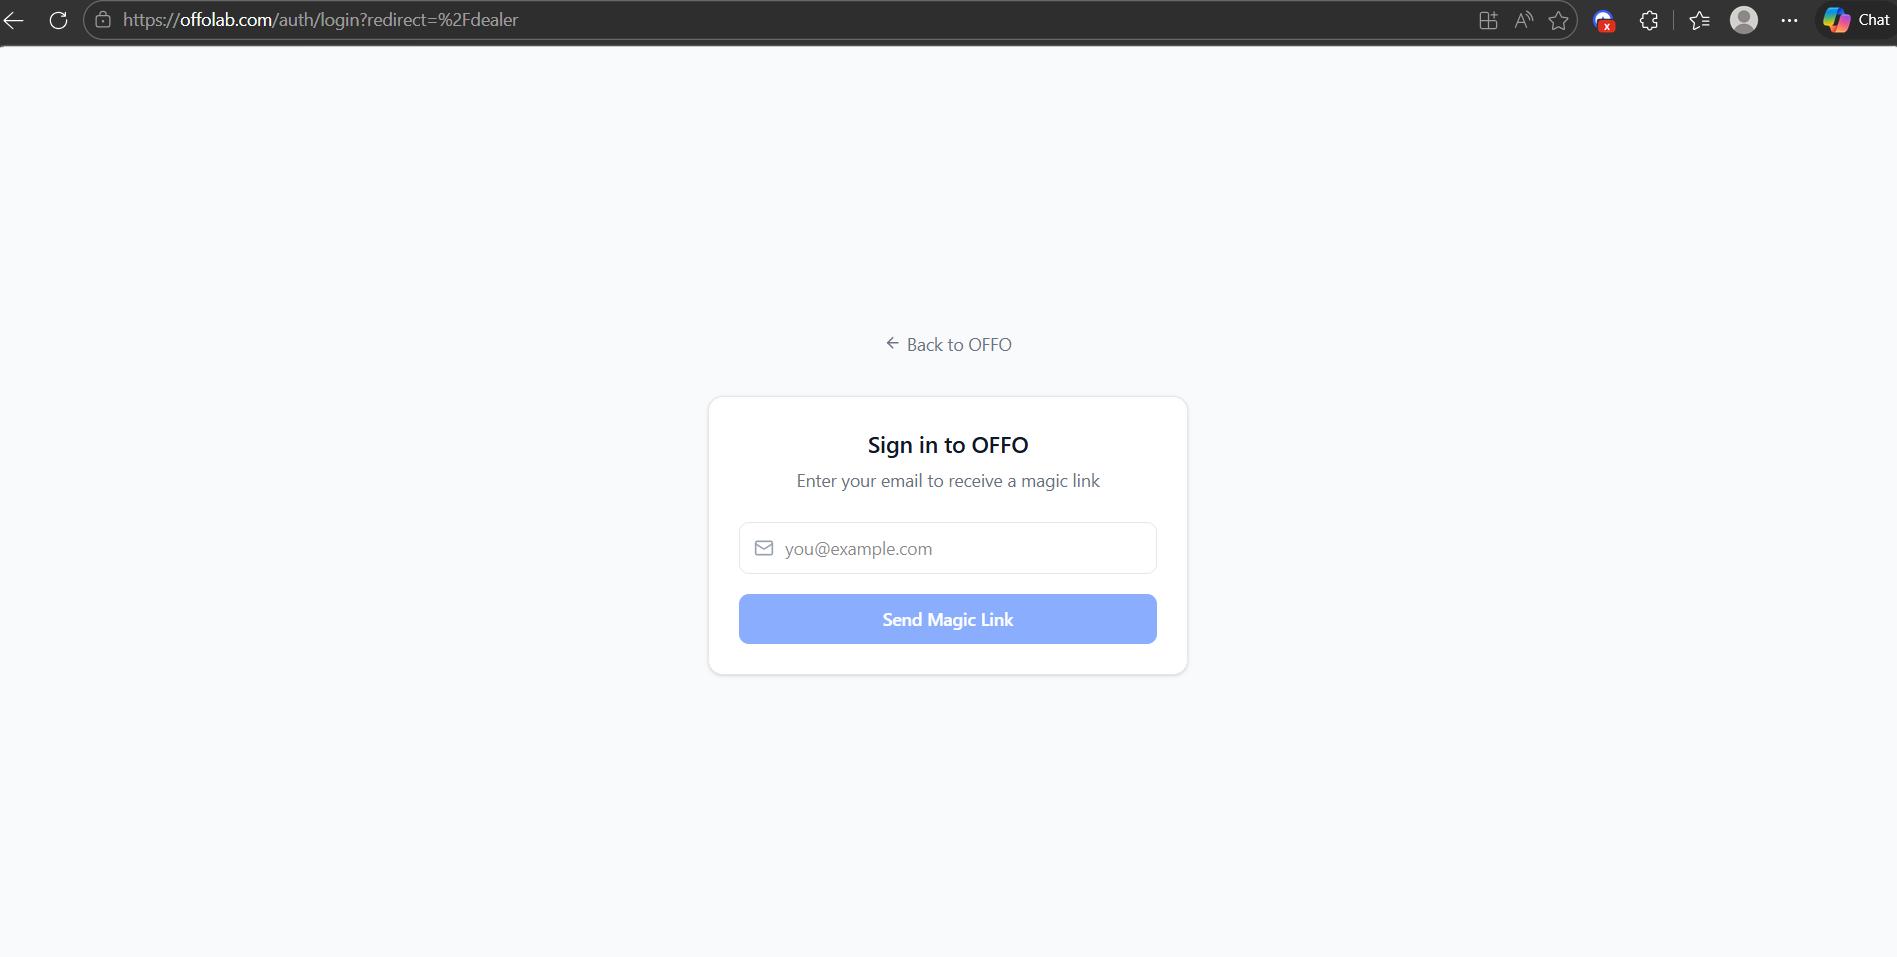 https://offolab.com/auth/login?redirect=%2Fdealer
Chat
Back to OFFO
Sign in to OFFO
Enter your email to receive a magic link
you@example.com
Send Magic Link